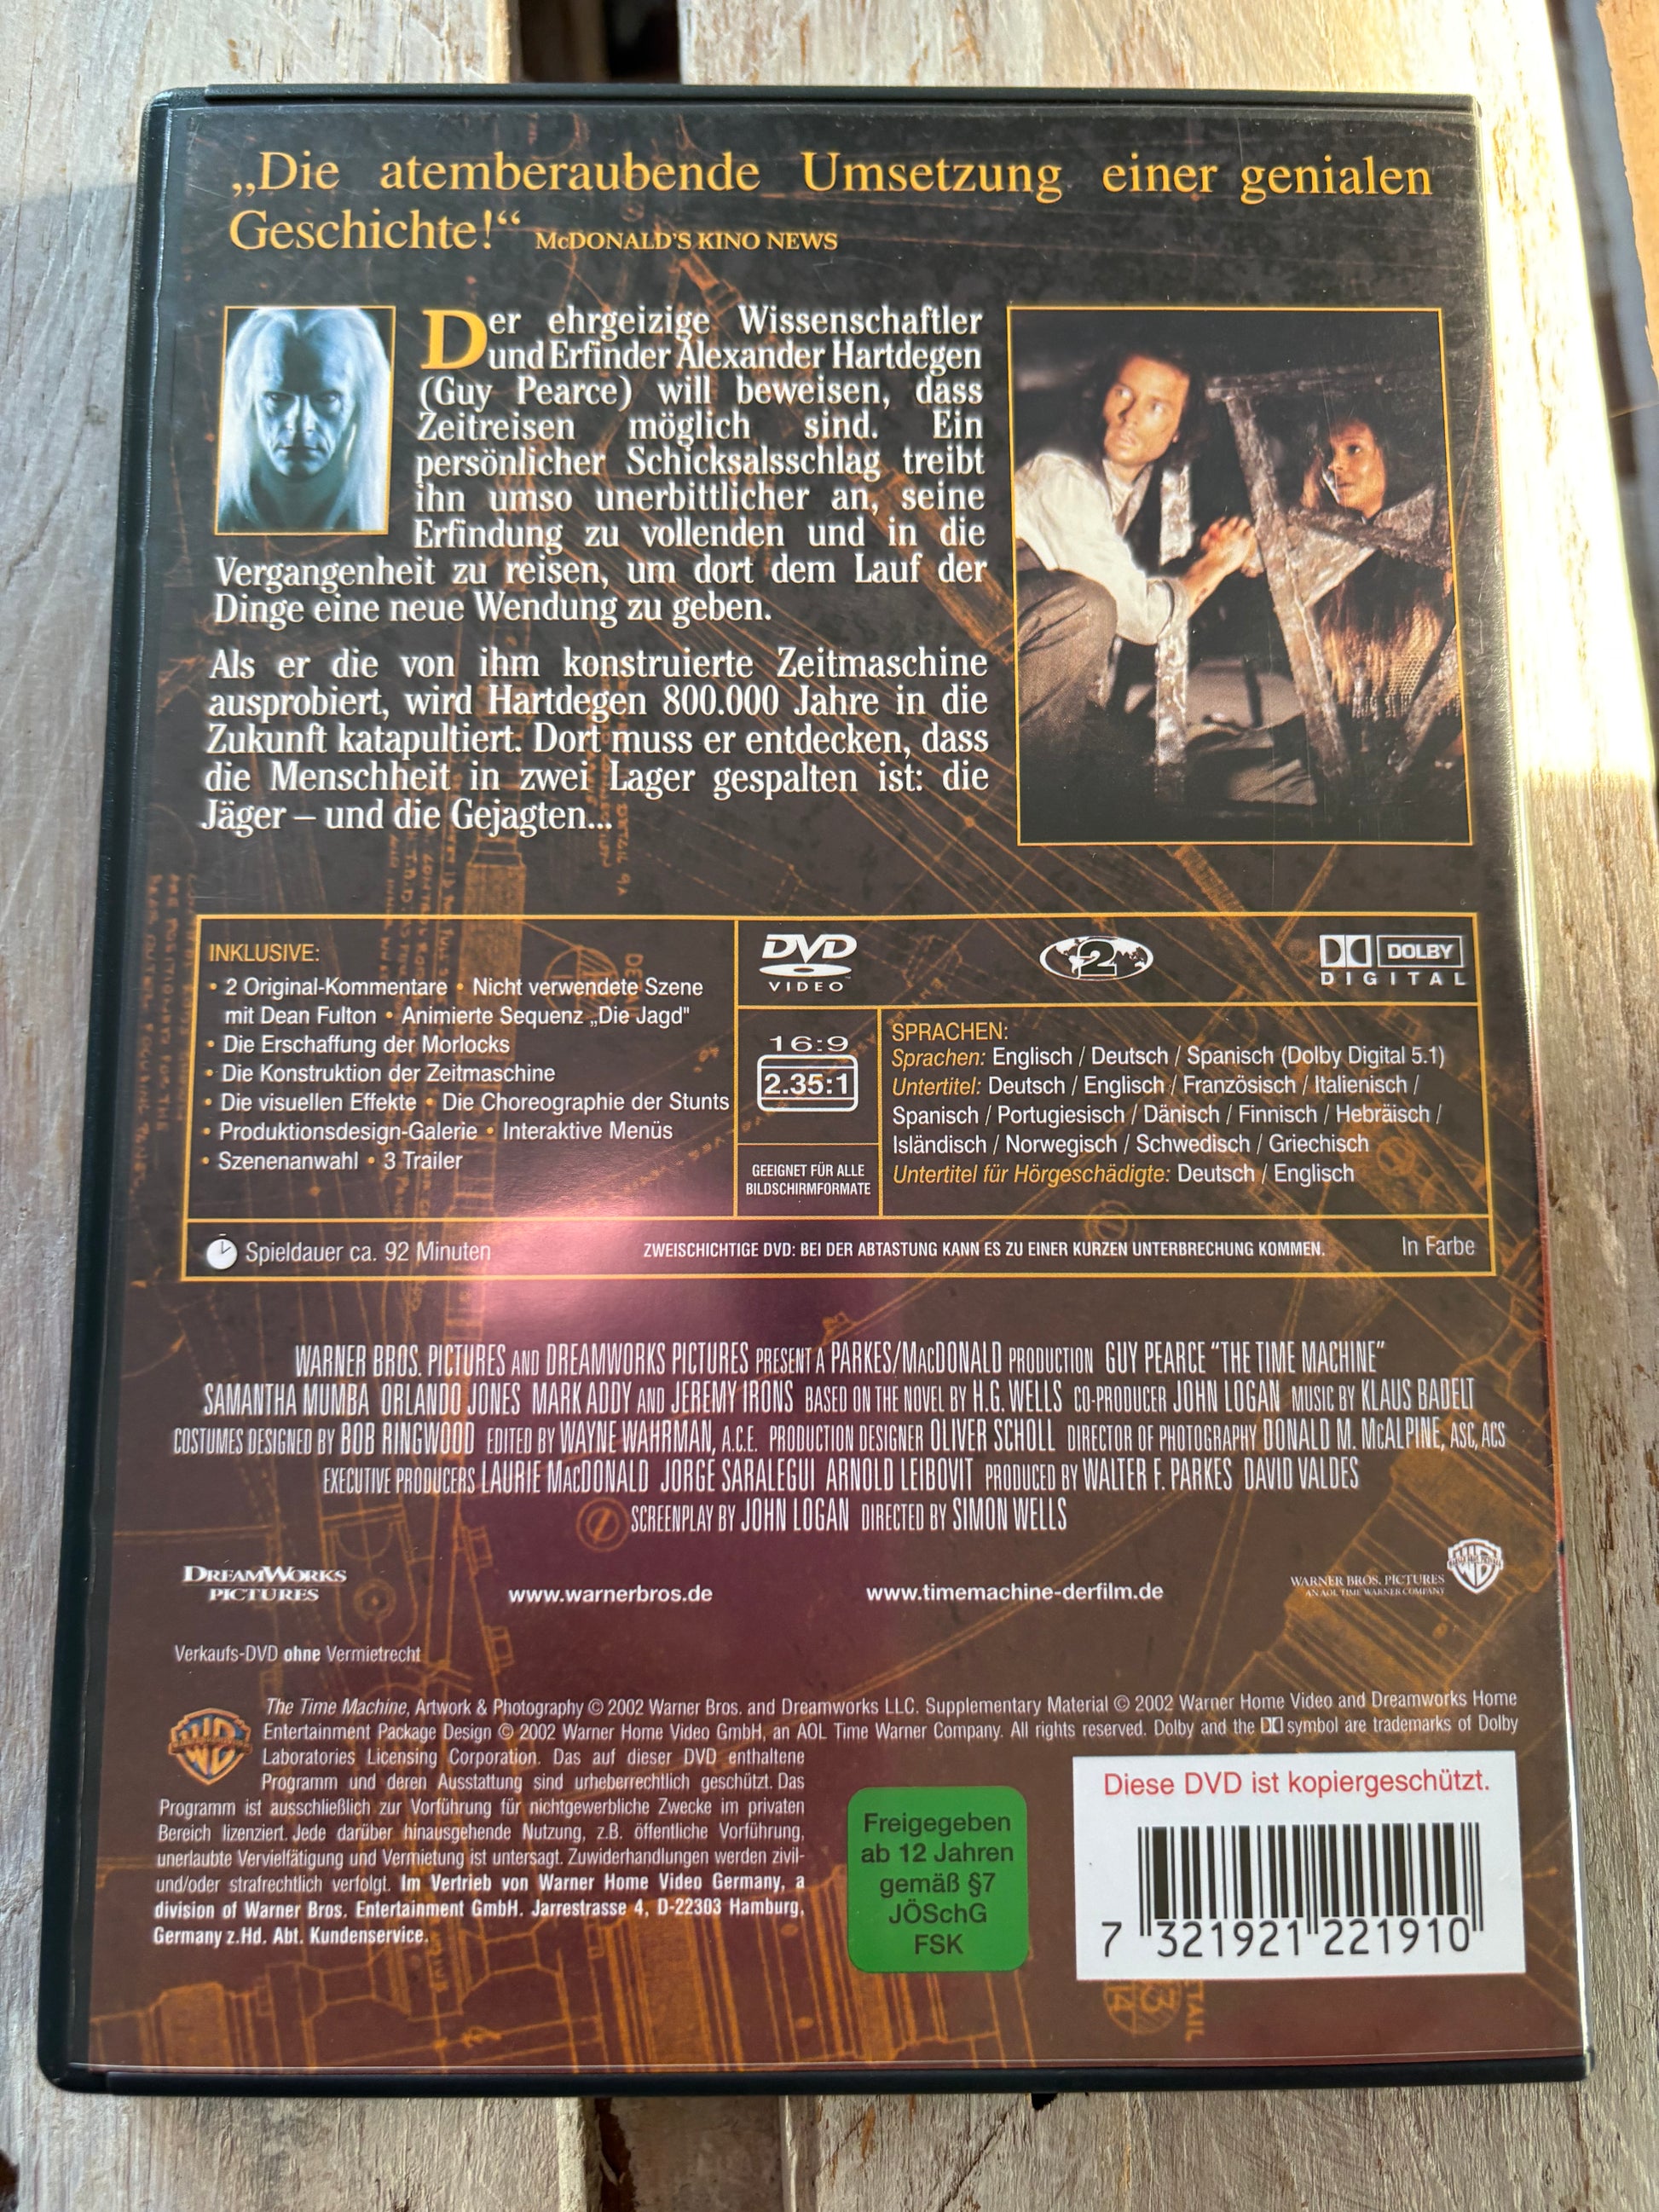 „Die atemberaubende Umsetzung einer genialen
Geschichte!“ McDONALD'S KINO NEWS
Der ehrgeizige Wissenschaftler
und Erfinder Alexander Hartdegen
(Guy Pearce) will beweisen, dass
Zeitreisen möglich sind. Ein
persönlicher Schicksalsschlag treibt
ihn umso unerbittlicher an, seine
Erfindung zu vollenden und in die
Vergangenheit zu reisen, um dort dem Lauf der
Dinge eine neue Wendung zu geben.
Als er die von ihm konstruierte Zeitmaschine
ausprobiert, wird Hartdegen 800.000 Jahre in die
Zukunft katapultiert. Dort muss er entdecken, dass
die Menschheit in zwei Lager gespalten ist: die
Jäger – und die Gejagten...
INKLUSIVE:
• 2 Original-Kommentare • Nicht verwendete Szene
mit Dean Fulton • Animierte Sequenz „Die Jagd"
• Die Erschaffung der Morlocks
• Die Konstruktion der Zeitmaschine
• Die visuellen Effekte • Die Choreographie der Stunts
• Produktionsdesign-Galerie • Interaktive Menüs
• Szenenanwahl • 3 Trailer
DVD
VIDEO
2
DOLBY
DIGITAL
16:9
2.35:1
GEEIGNET FÜR ALLE
BILDSCHIRMFORMATE
SPRACHEN:
Sprachen: Englisch / Deutsch / Spanisch (Dolby Digital 5.1)
Untertitel: Deutsch / Englisch / Französisch / Italienisch /
Spanisch / Portugiesisch / Dänisch / Finnisch / Hebräisch /
Isländisch / Norwegisch / Schwedisch / Griechisch
Untertitel für Hörgeschädigte: Deutsch / Englisch
Spieldauer ca. 92 Minuten
ZWEISCHICHTIGE DVD: BEI DER ABTASTUNG KANN ES ZU EINER KURZEN UNTERBRECHUNG KOMMEN.
In Farbe
WARNER BROS. PICTURES AND DREAMWORKS PICTURES PRESENT A PARKES/MACDONALD PRODUCTION GUY PEARCE "THE TIME MACHINE"
SAMANTHA MUMBA ORLANDO JONES MARK ADDY AND JEREMY IRONS BASED ON THE NOVEL BY H.G. WELLS CO-PRODUCER JOHN LOGAN MUSIC BY KLAUS BADELT
COSTUMES DESIGNED BY BOB RINGWOOD EDITED BY WAYNE WAHRMAN, A.C.E. PRODUCTION DESIGNER OLIVER SCHOLL DIRECTOR OF PHOTOGRAPHY DONALD M. McALPINE, ASC, ACS
EXECUTIVE PRODUCERS LAURIE MACDONALD JORGE SARALEGUI ARNOLD LEIBOVIT PRODUCED BY WALTER F. PARKES DAVID VALDES
SCREENPLAY BY JOHN LOGAN DIRECTED BY SIMON WELLS
DREAMWORKS
PICTURES
www.warnerbros.de
www.timemachine-derfilm.de
WARNER BROS. PICTURES
AN AOL TIME WARNER COMPANY
Verkaufs-DVD ohne Vermietrecht
The Time Machine, Artwork & Photography © 2002 Warner Bros. and Dreamworks LLC. Supplementary Material © 2002 Warner Home Video and Dreamworks Home
Entertainment Package Design © 2002 Warner Home Video GmbH, an AOL Time Warner Company. All rights reserved. Dolby and the DD symbol are trademarks of Dolby
Laboratories Licensing Corporation. Das auf dieser DVD enthaltene
Programm und deren Ausstattung sind urheberrechtlich geschützt. Das
Programm ist ausschließlich zur Vorführung für nichtgewerbliche Zwecke im privaten
Bereich lizenziert. Jede darüber hinausgehende Nutzung, z.B. öffentliche Vorführung,
unerlaubte Vervielfätigung und Vermietung ist untersagt. Zuwiderhandlungen werden zivil-
und/oder strafrechtlich verfolgt. Im Vertrieb von Warner Home Video Germany, a
division of Warner Bros. Entertainment GmbH. Jarrestrasse 4, D-22303 Hamburg,
Germany z.Hd. Abt. Kundenservice.
Freigegeben
ab 12 Jahren
gemäß §7
JÖSchG
FSK
Diese DVD ist kopiergeschützt.
7 321921 221910